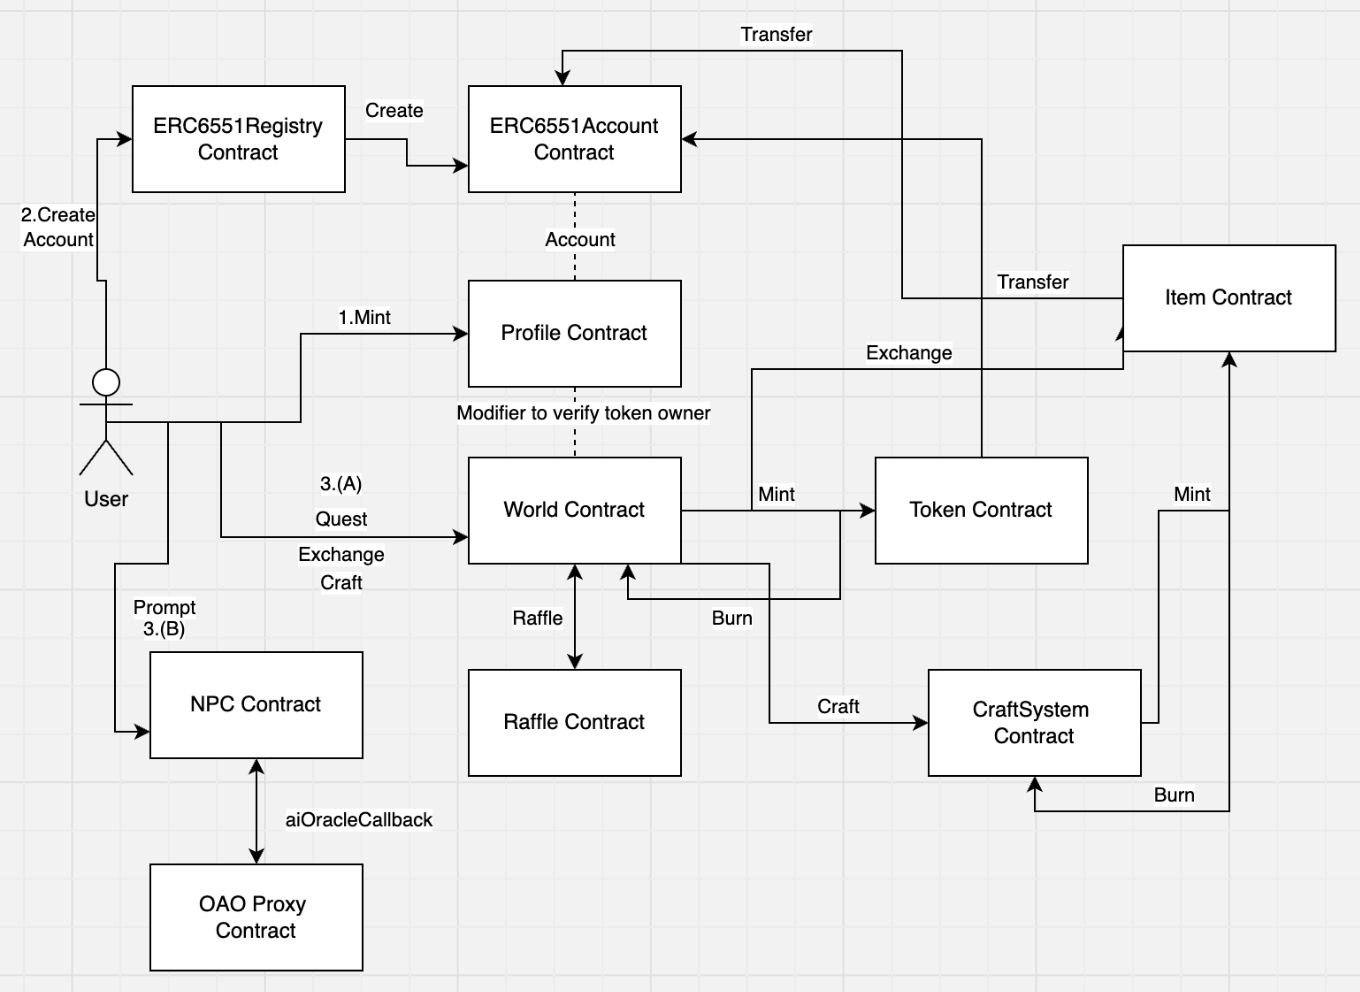 Transfer
ERC6551Registry
Contract
Create
ERC6551Account
Contract
2.Create
Account
Account
Item Contract
Transfer
1.Mint
Profile Contract
Exchange
Modifier to verify token owner
User
3.(A)
Quest
Exchange
Craft
World Contract
Mint
Token Contract
Mint
Prompt
3.(B)
Raffle
Burn
NPC Contract
Raffle Contract
Craft
CraftSystem
Contract
Burn
aiOracleCallback
OAO Proxy
Contract